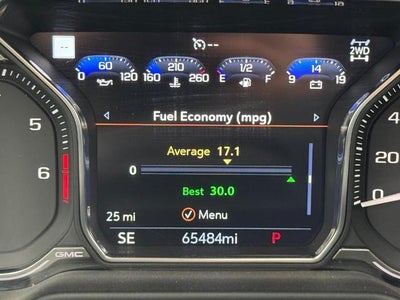 -- --
2WD
60 210 1/2 14
0 120 160 260 E F 9 19
Fuel Economy (mpg)
5
Average 17.1
0
20
6
Best 30.0
0
25 mi Menu
SE 65484mi P
GMC